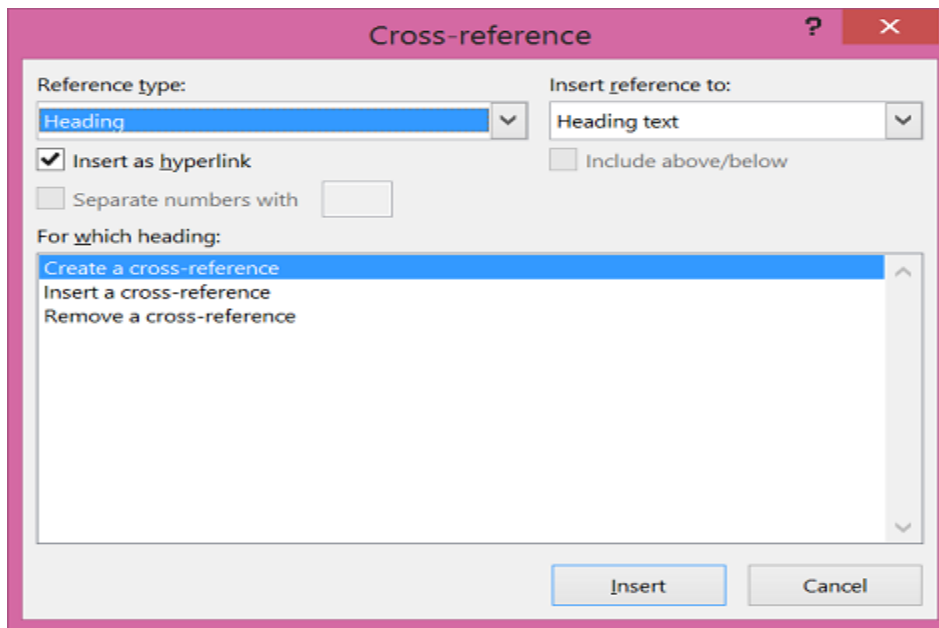 Cross-reference ?
Reference type: Insert reference to:
Heading Heading text
Insert as hyperlink Include above/below
Separate numbers with
For which heading:
Create a cross-reference
Insert a cross-reference
Remove a cross-reference
Insert Cancel